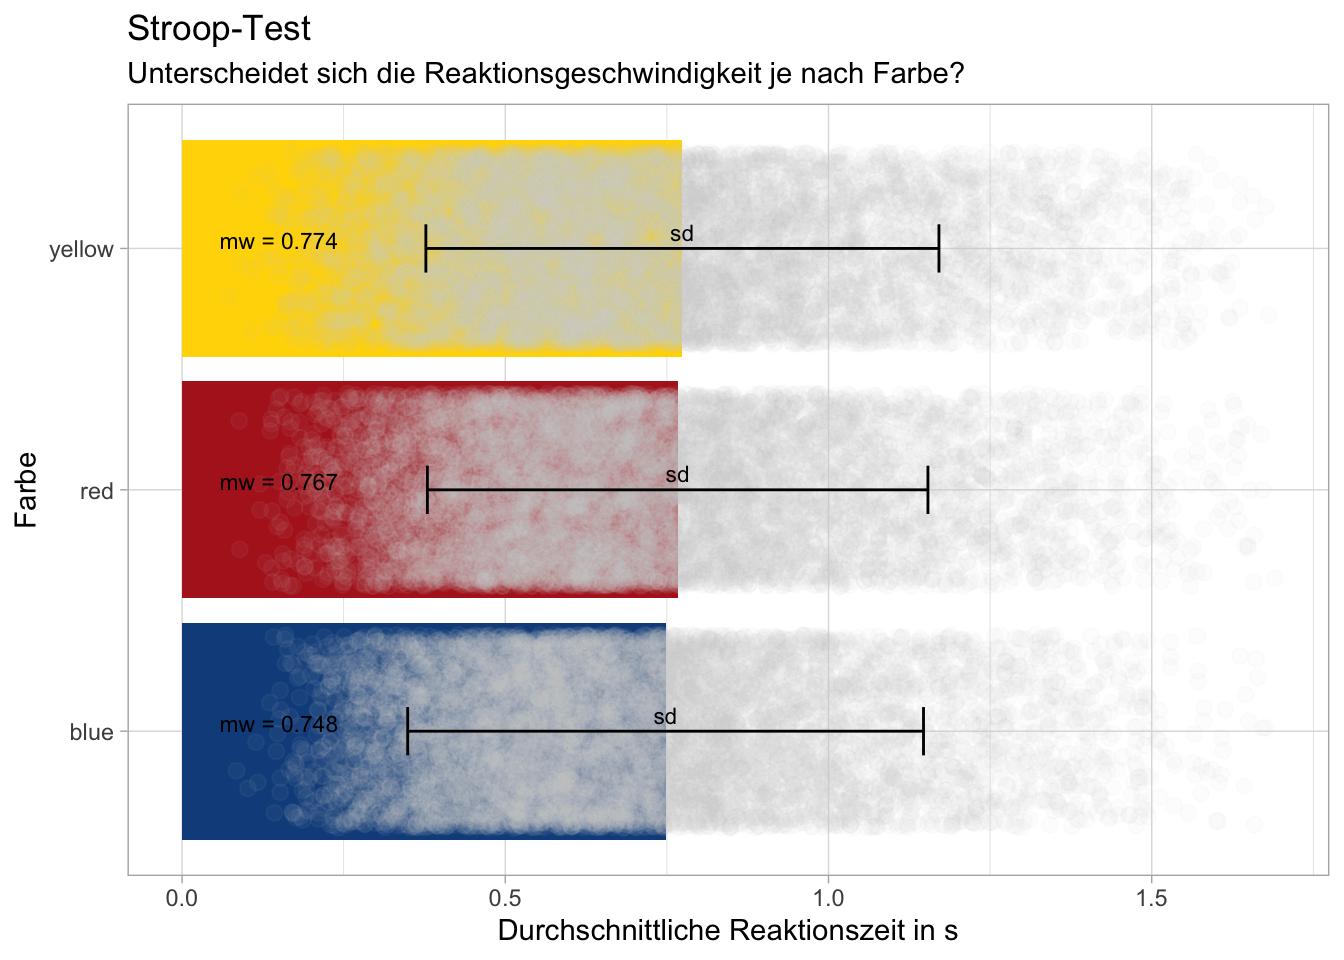 Stroop-Test
Unterscheidet sich die Reaktionsgeschwindigkeit je nach Farbe?
Farbe
yellow
mw = 0.774
sd
red
mw = 0.767
sd
blue
mw = 0.748
sd
0.0 0.5 1.0 1.5
Durchschnittliche Reaktionszeit in s